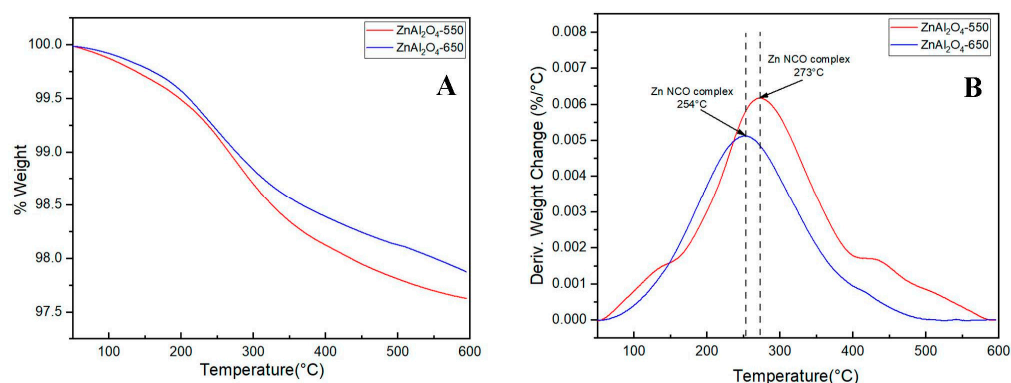 ZnAl₂O₄-550
ZnAl₂O₄-650
A
100.0
99.5
99.0
98.5
98.0
97.5
% Weight
100
200
300
400
500
600
Temperature(°C)
ZnAl₂O₄-550
ZnAl₂O₄-650
B
Zn NCO complex
273°C
Zn NCO complex
254°C
0.008
0.007
0.006
0.005
0.004
0.003
0.002
0.001
0.000
Deriv. Weight Change (%/°C)
100
200
300
400
500
600
Temperature(°C)